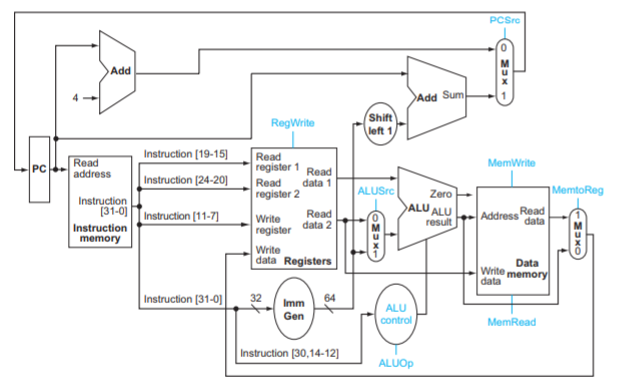 PCSrc
0
M
u
x
1
Add
4
Add Sum
Shift
left 1
RegWrite
PC
Read
address
Instruction
[31-0]
Instruction
memory
Instruction [19-15]
Instruction [24-20]
Instruction [11-7]
Instruction [31-0]
Read
register 1
Read
data 1
Read
register 2
Write
register
Read
data 2
Write
data Registers
ALUSrc
0
M
u
x
1
Zero
ALU ALU
result
MemWrite
Address Read
data
Data
Write memory
data
MemRead
MemtoReg
1
M
u
x
0
32
Imm
Gen
64
ALU
control
ALUOp
Instruction [30,14-12]